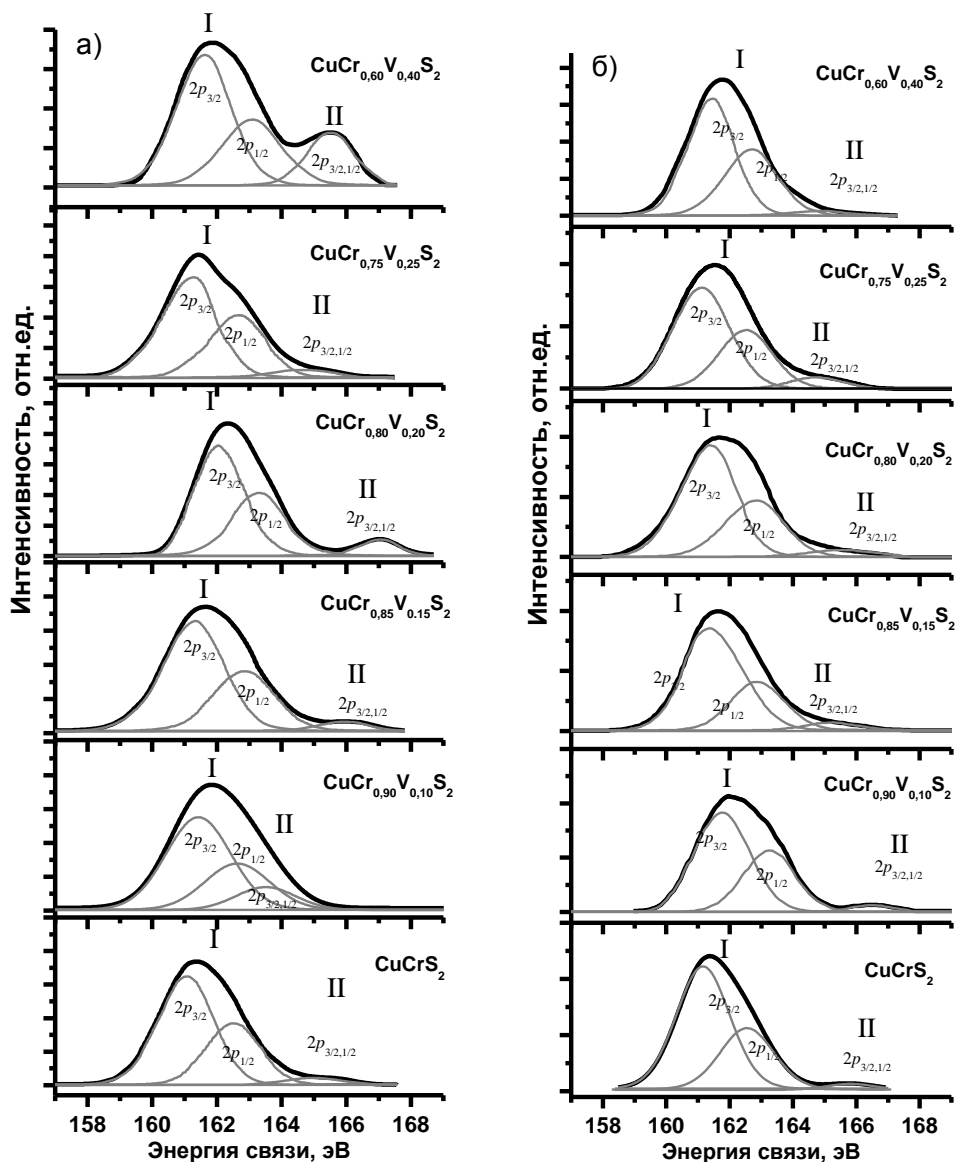 а)
I
CuCr0,60V0,40S2
2p3/2
2p1/2
II
2p3/2,1/2
I
CuCr0,75V0,25S2
2p3/2
2p1/2
II
2p3/2,1/2
I
CuCr0,80V0,20S2
2p3/2
2p1/2
II
2p3/2,1/2
I
CuCr0,85V0.15S2
2p3/2
2p1/2
II
2p3/2,1/2
I
CuCr0,90V0,10S2
2p3/2
2p1/2
II
2p3/2,1/2
I
CuCrS2
2p3/2
2p1/2
II
2p3/2,1/2
158 160 162 164 166 168
Энергия связи, эВ
Интенсивность, отн.ед.
б)
I
CuCr0,60V0,40S2
2p3/2
2p1/2
II
2p3/2,1/2
I
CuCr0,75V0,25S2
2p3/2
2p1/2
II
2p3/2,1/2
I
CuCr0,80V0,20S2
2p3/2
2p1/2
II
2p3/2,1/2
I
CuCr0,85V0,15S2
2p3/2
2p1/2
II
2p3/2,1/2
I
CuCr0,90V0,10S2
2p3/2
2p1/2
II
2p3/2,1/2
I
CuCrS2
2p3/2
2p1/2
II
2p3/2,1/2
158 160 162 164 166 168
Энергия связи, эВ
Интенсивность, отн.ед.